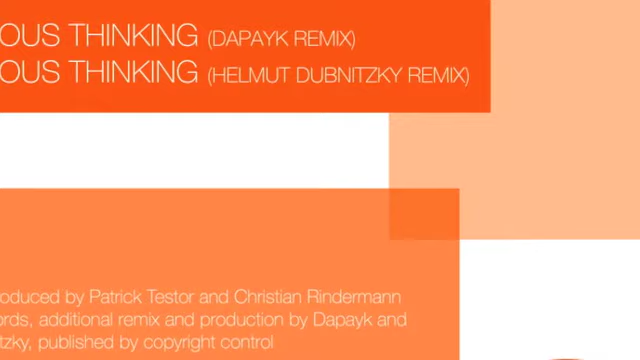 OUS THINKING (DAPAYK REMIX)
OUS THINKING (HELMUT DUBNITZKY REMIX)
oduced by Patrick Testor and Christian Rindermann
ords, additional remix and production by Dapayk and
tzky, published by copyright control